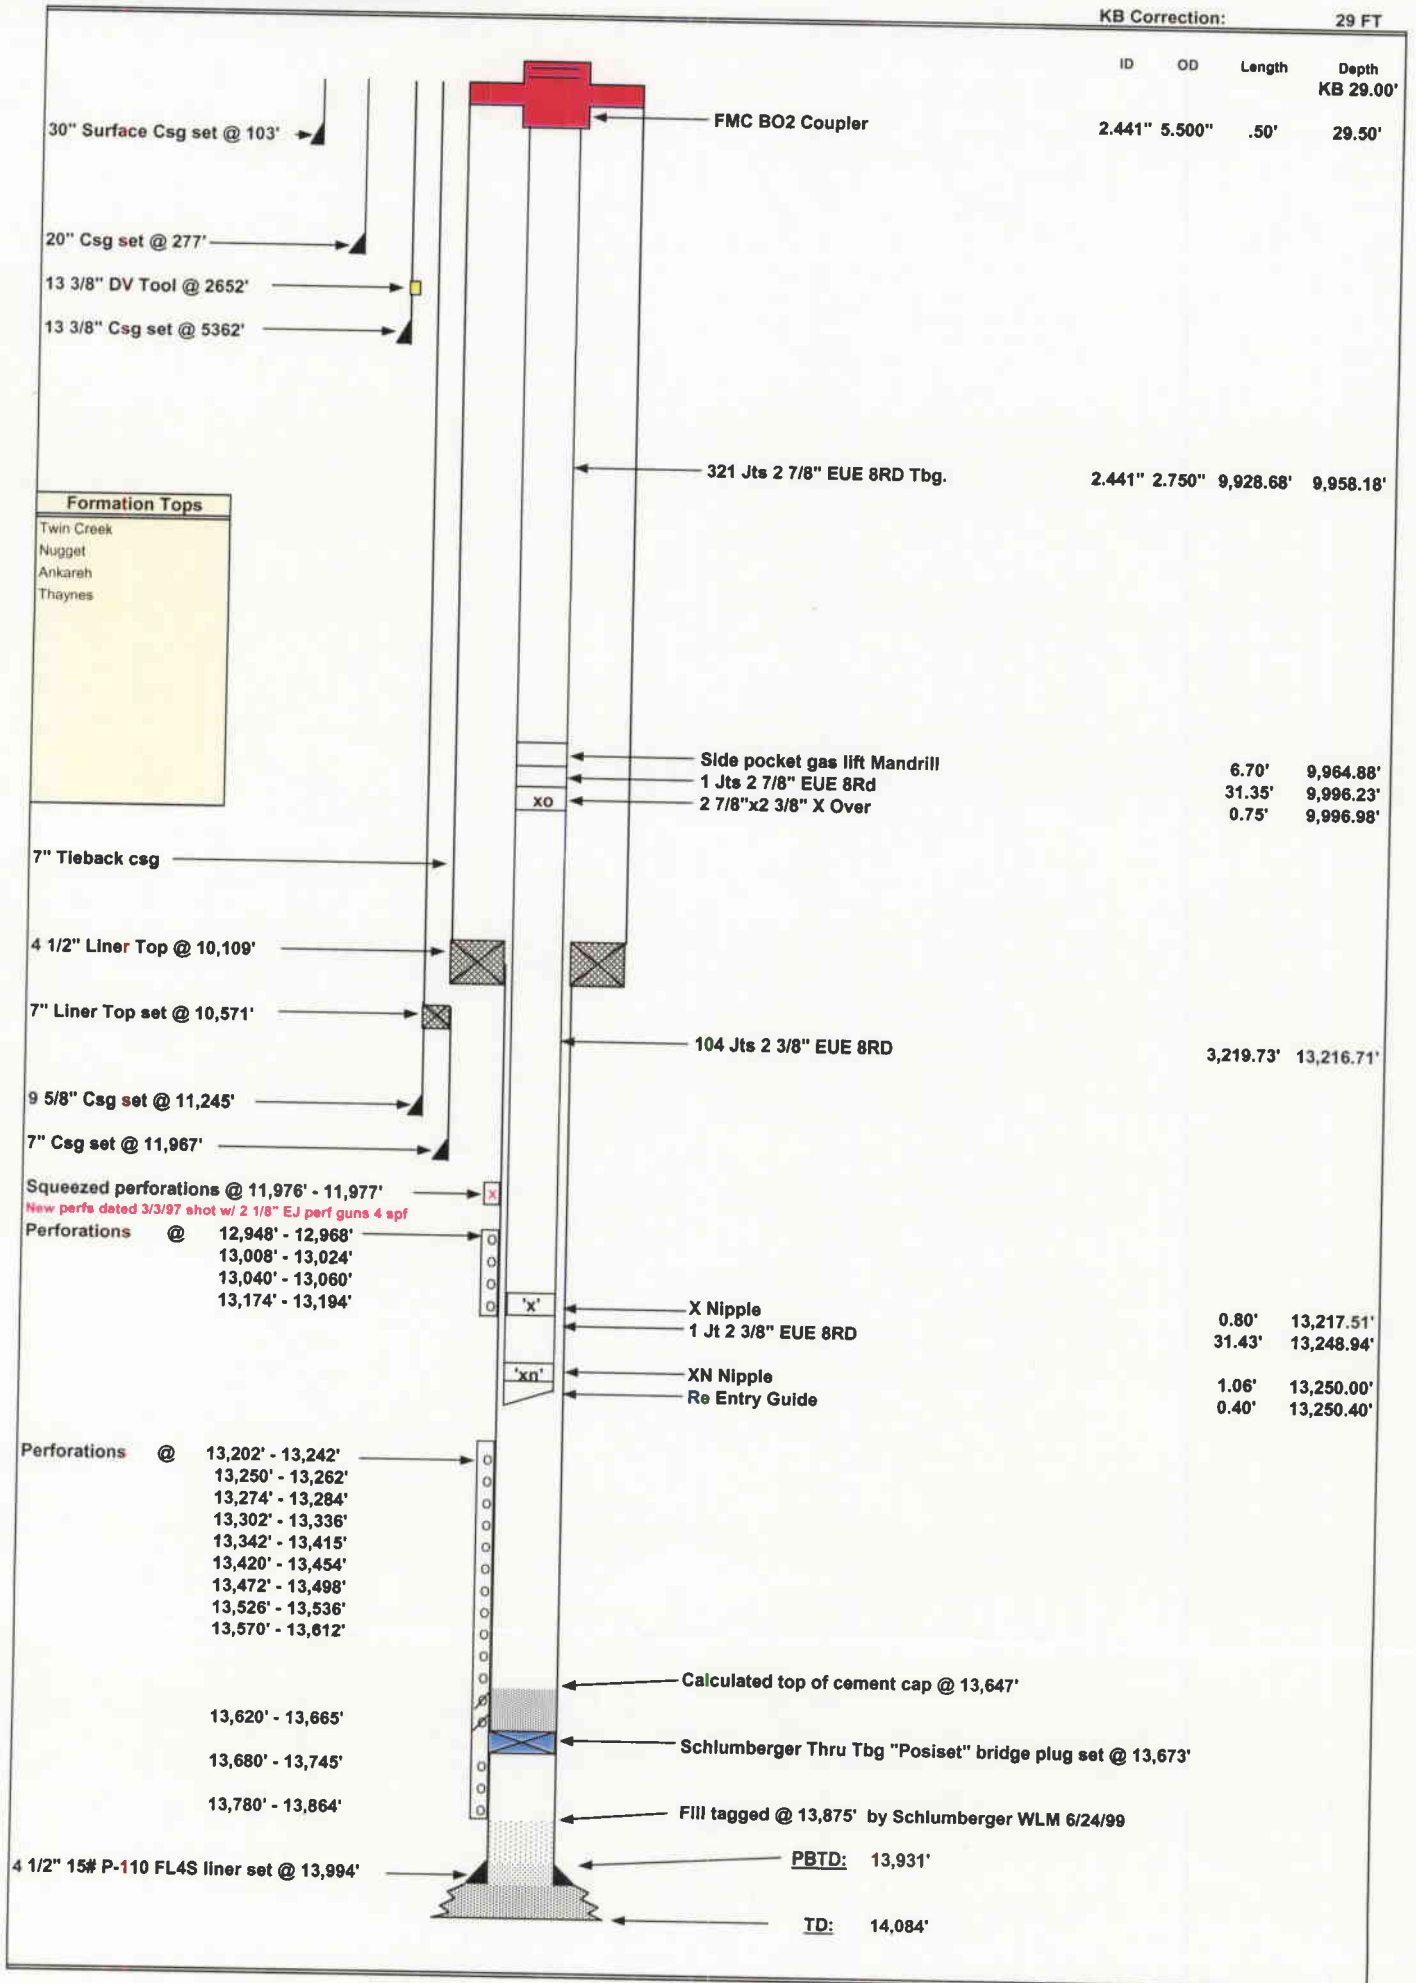 KB Correction: 29 FT
ID OD Length Depth
KB 29.00'
30" Surface Csg set @ 103'
FMC BO2 Coupler 2.441" 5.500" .50' 29.50'
20" Csg set @ 277'
13 3/8" DV Tool @ 2652'
13 3/8" Csg set @ 5362'
321 Jts 2 7/8" EUE 8RD Tbg. 2.441" 2.750" 9,928.68' 9,958.18'
Formation Tops
Twin Creek
Nugget
Ankareh
Thaynes
Side pocket gas lift Mandrill 6.70' 9,964.88'
1 Jts 2 7/8" EUE 8Rd 31.35' 9,996.23'
XO
2 7/8"x2 3/8" X Over 0.75' 9,996.98'
7" Tieback csg
4 1/2" Liner Top @ 10,109'
7" Liner Top set @ 10,571'
104 Jts 2 3/8" EUE 8RD 3,219.73' 13,216.71'
9 5/8" Csg set @ 11,245'
7" Csg set @ 11,967'
Squeezed perforations @ 11,976' - 11,977'
X
New perfs dated 3/3/97 shot w/ 2 1/8" EJ perf guns 4 spf
Perforations @ 12,948' - 12,968'
13,008' - 13,024'
13,040' - 13,060'
13,174' - 13,194'
'x'
X Nipple 0.80' 13,217.51'
1 Jt 2 3/8" EUE 8RD 31.43' 13,248.94'
'xn'
XN Nipple 1.06' 13,250.00'
Re Entry Guide 0.40' 13,250.40'
Perforations @ 13,202' - 13,242'
13,250' - 13,262'
13,274' - 13,284'
13,302' - 13,336'
13,342' - 13,415'
13,420' - 13,454'
13,472' - 13,498'
13,526' - 13,536'
13,570' - 13,612'
Calculated top of cement cap @ 13,647'
13,620' - 13,665'
Schlumberger Thru Tbg "Posiset" bridge plug set @ 13,673'
13,680' - 13,745'
13,780' - 13,864'
Fill tagged @ 13,875' by Schlumberger WLM 6/24/99
4 1/2" 15# P-110 FL4S liner set @ 13,994'
PBTD: 13,931'
TD: 14,084'